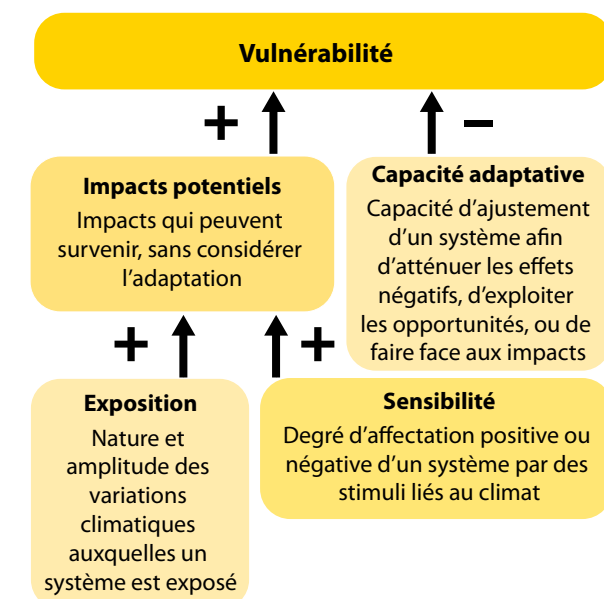 Vulnérabilité
+
–
Impacts potentiels
Impacts qui peuvent
survenir, sans considérer
l'adaptation
Capacité adaptative
Capacité d'ajustement
d'un système afin
d'atténuer les effets
négatifs, d'exploiter
les opportunités, ou de
faire face aux impacts
+
+
Exposition
Nature et
amplitude des
variations
climatiques
auxquelles un
système est exposé
Sensibilité
Degré d'affectation positive ou
négative d'un système par des
stimuli liés au climat